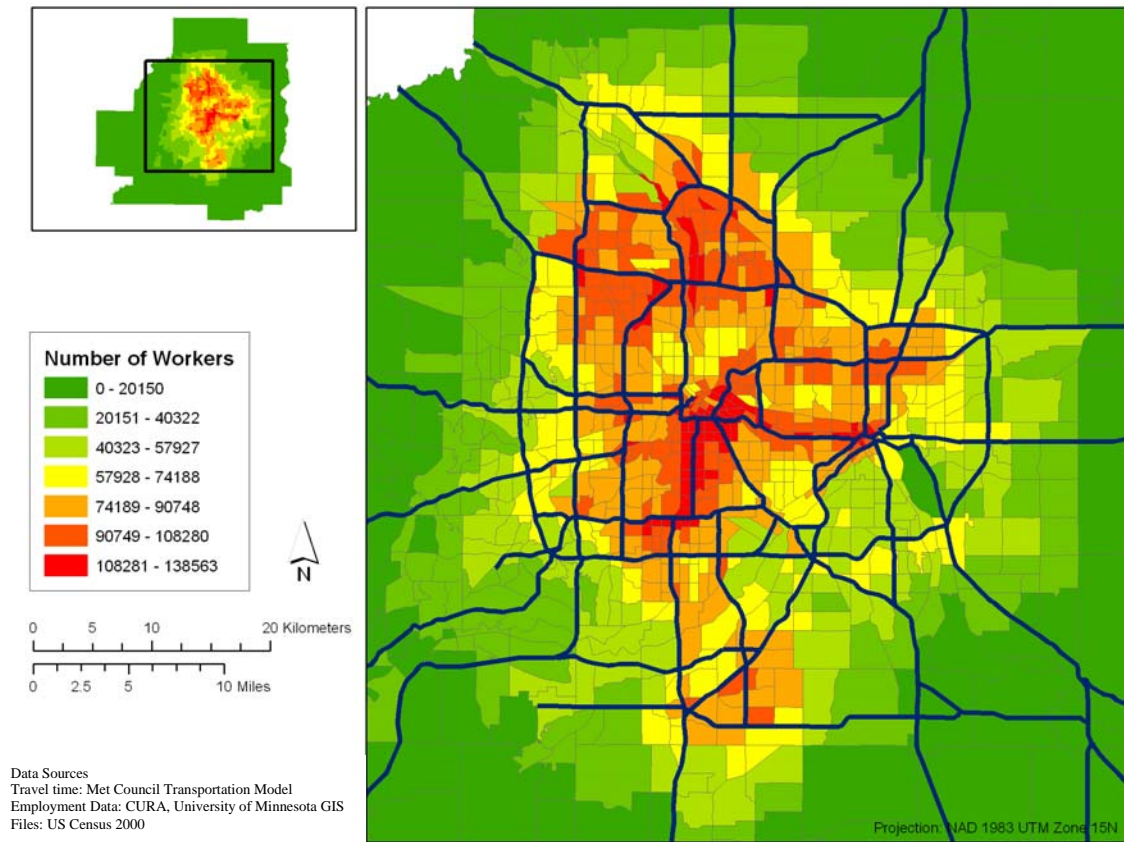 Number of Workers
0 - 20150
20151 - 40322
40323 - 57927
57928 - 74188
74189 - 90748
90749 - 108280
108281 - 138563
N
0 5 10 20 Kilometers
0 2.5 5 10 Miles
Data Sources
Travel time: Met Council Transportation Model
Employment Data: CURA, University of Minnesota GIS
Files: US Census 2000
Projection: NAD 1983 UTM Zone 15N